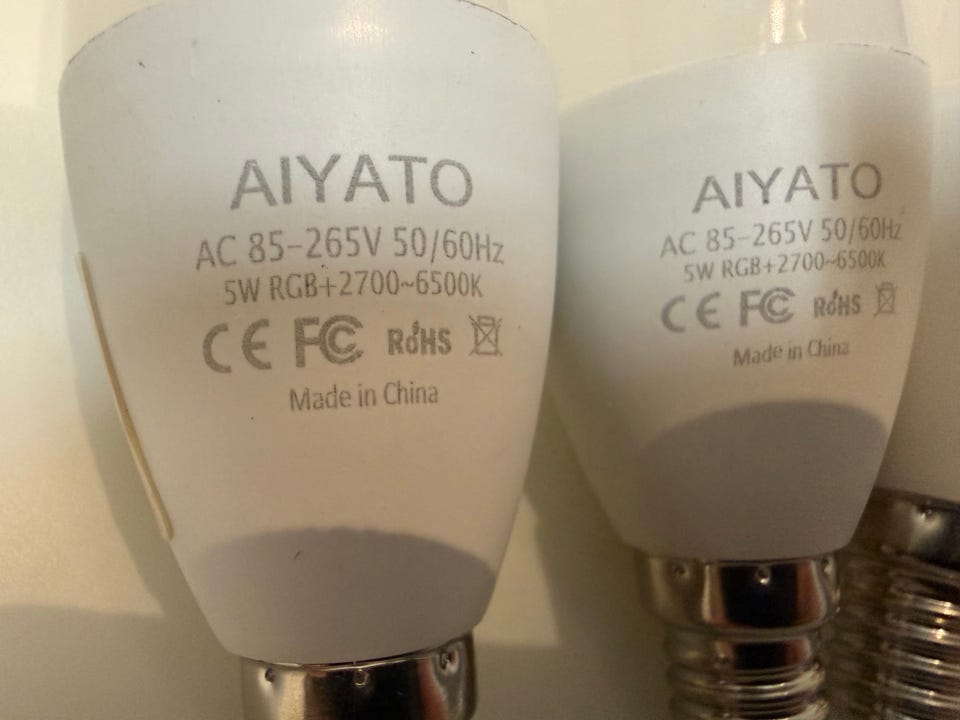 AIYATO
AC 85-265V 50/60Hz
5W RGB+2700~6500K
CE FC RoHS
Made in China
AIYATO
AC 85-265V 50/60Hz
5W RGB+2700~6500K
CE FC RoHS
Made in China